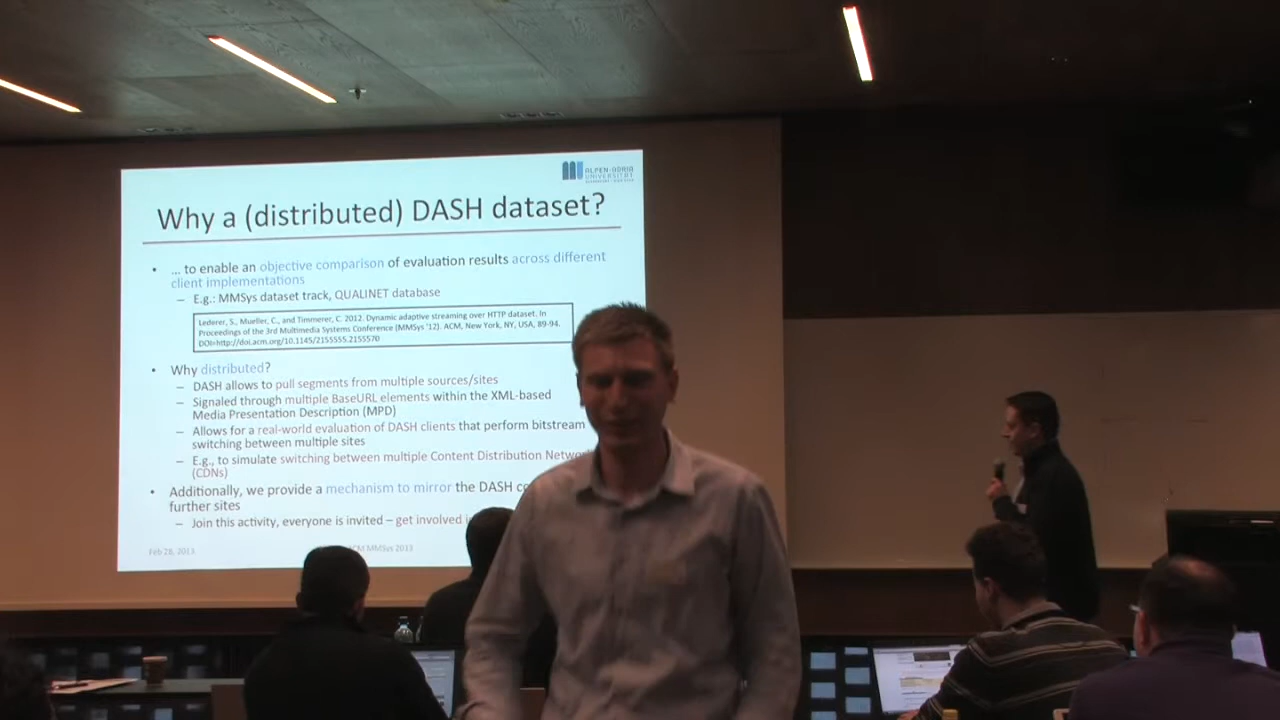 ALPEN-ADRIA
UNIVERSITÄT
Why a (distributed) DASH dataset?
• ... to enable an objective comparison of evaluation results across different
client implementations
– E.g.: MMSys dataset track, QUALINET database
Lederer, S., Mueller, C., and Timmerer, C. 2012. Dynamic adaptive streaming over HTTP dataset. In
Proceedings of the 3rd Multimedia Systems Conference (MMSys '12). ACM, New York, NY, USA, 89-94.
DOI=http://doi.acm.org/10.1145/2155555.2155570
• Why distributed?
– DASH allows to pull segments from multiple sources/sites
– Signaled through multiple BaseURL elements within the XML-based
Media Presentation Description (MPD)
– Allows for a real-world evaluation of DASH clients that perform bitstream
switching between multiple sites
– E.g., to simulate switching between multiple Content Distribution
(CDNs)
• Additionally, we provide a mechanism to mirror the DASH
further sites
– Join this activity, everyone is invited – get involved
Feb 28, 2013
ACM MMSys 2013